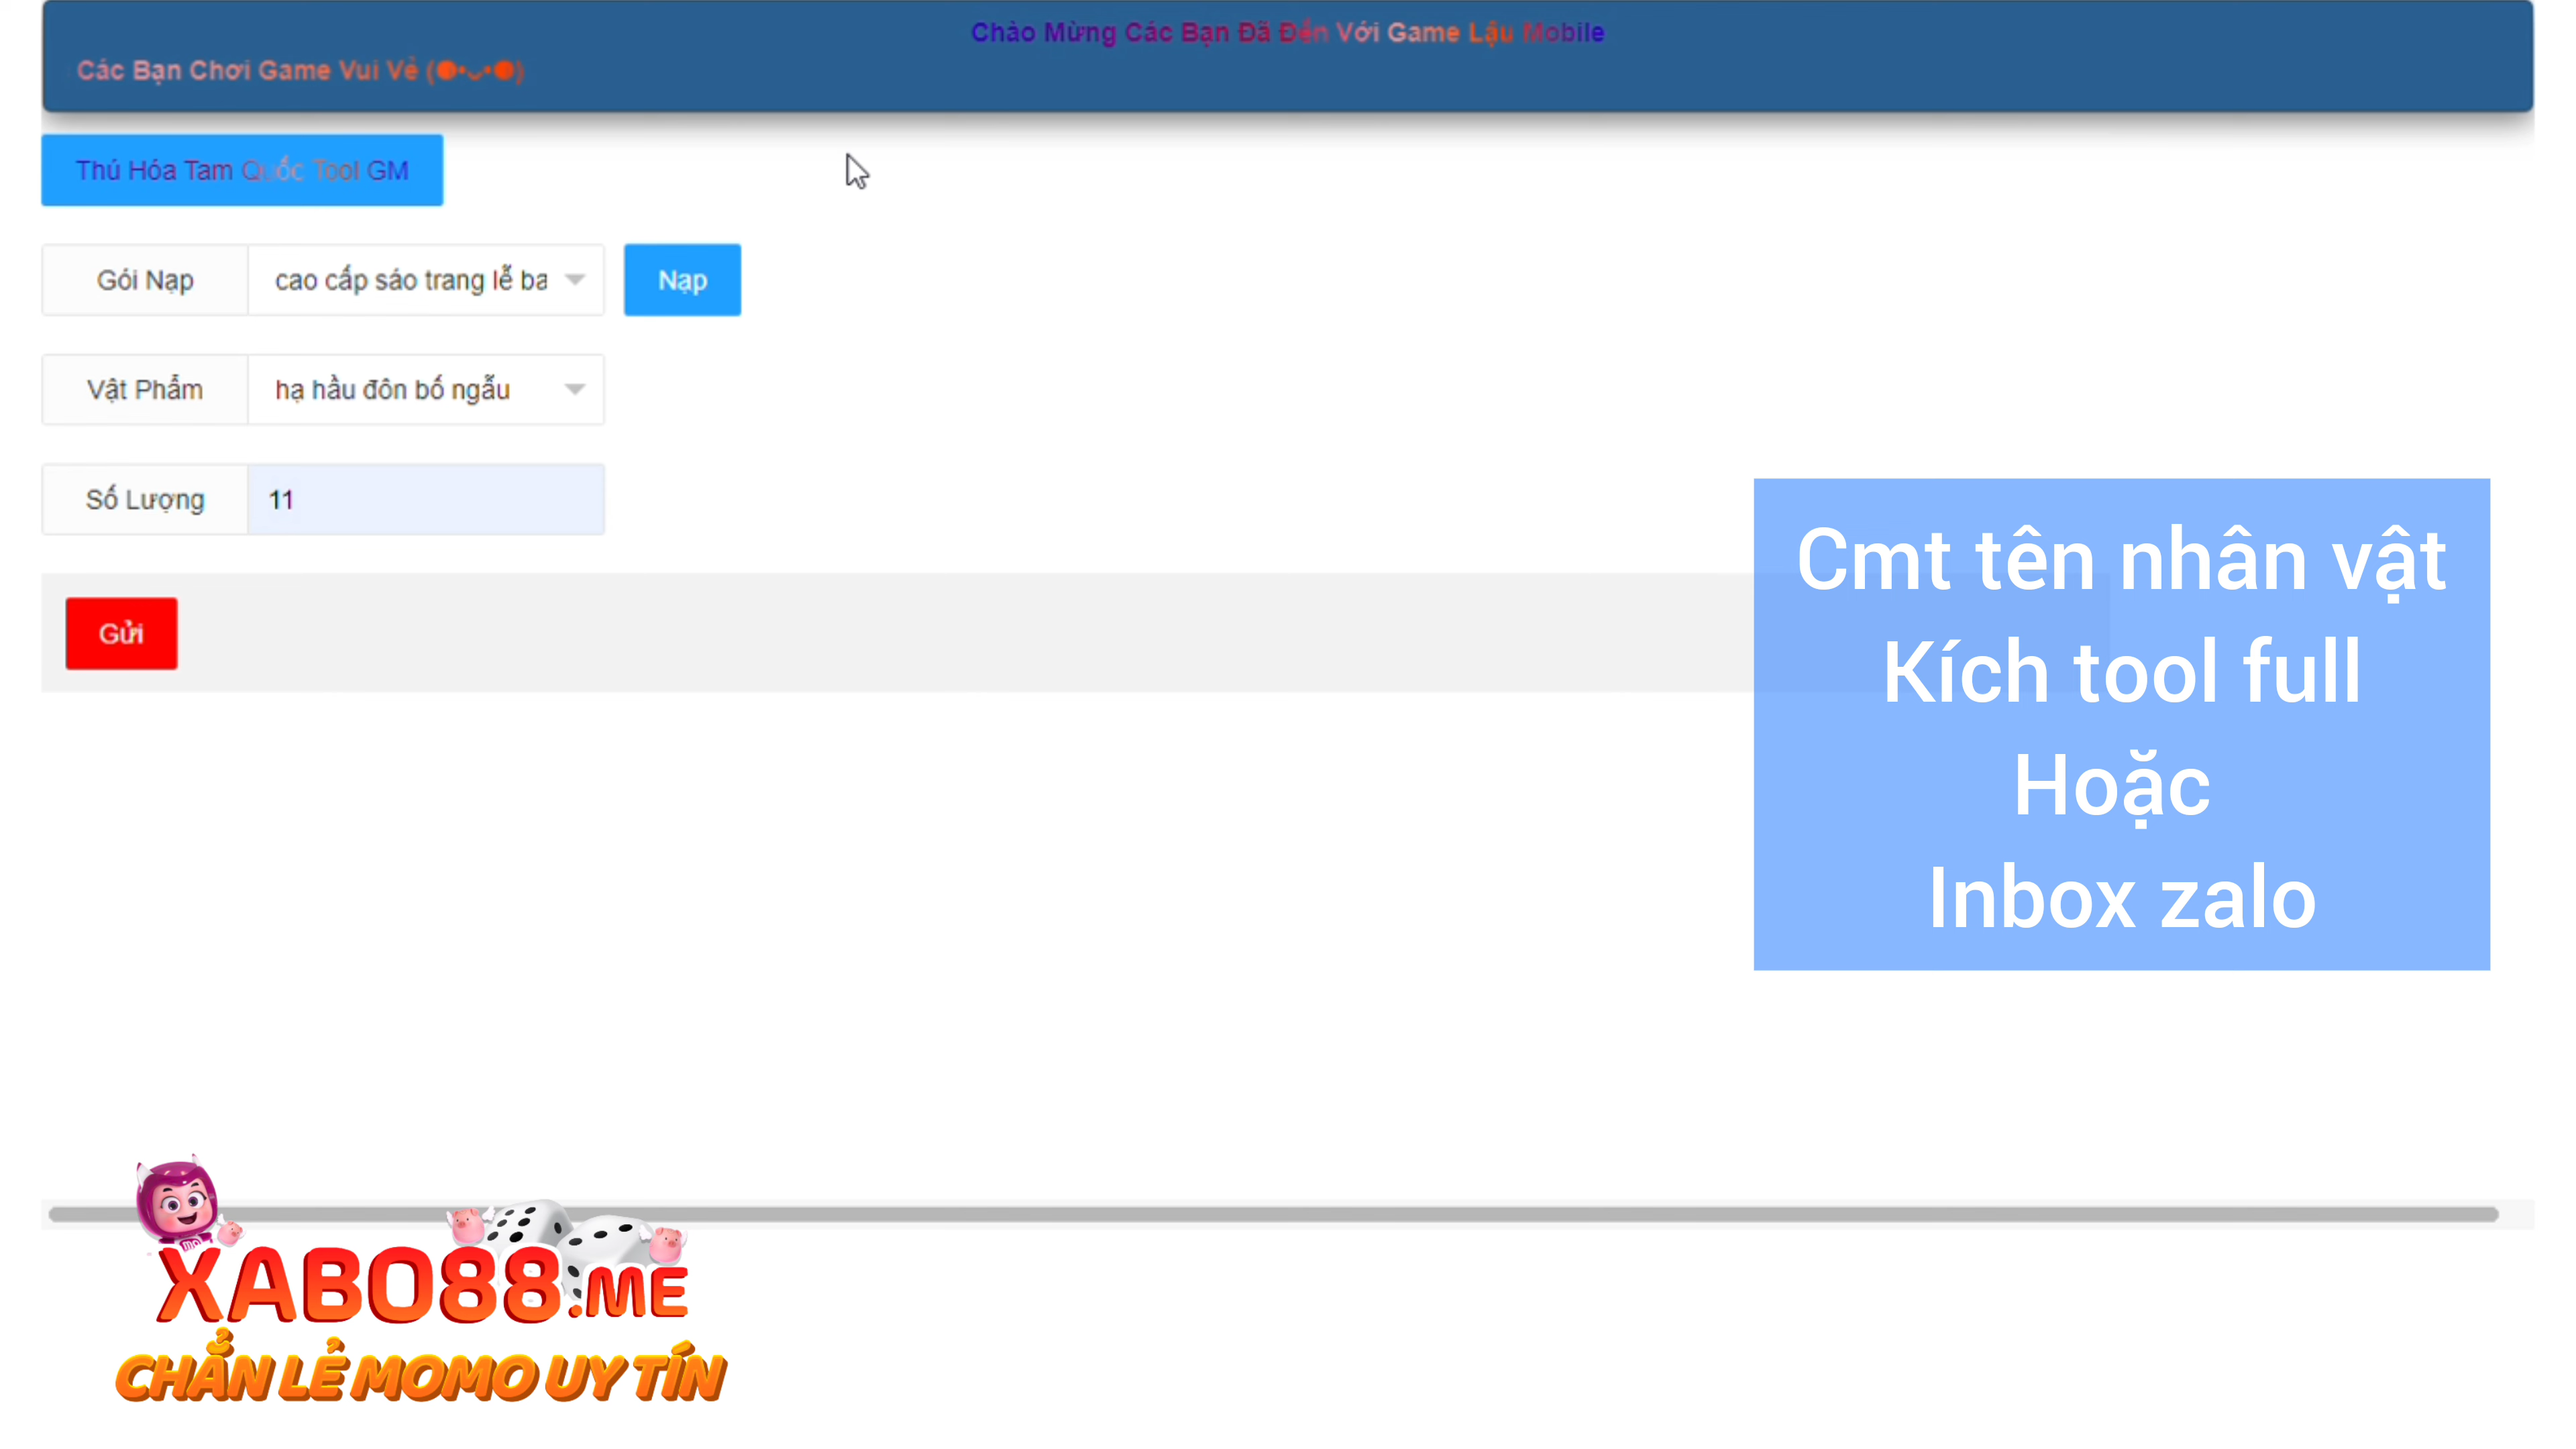 Chào Mừng Các Bạn Đã Đến Với Game Lậu Mobile
Các Bạn Chơi Game Vui Vẻ (●•ᴗ•●)
Thú Hóa Tam Quốc Tool GM
Gói Nạp
cao cấp sáo trang lễ ba
Nạp
Vật Phẩm
hạ hầu đôn bố ngẫu
Số Lượng
11
Gửi
Cmt tên nhân vật
Kích tool full
Hoặc
Inbox zalo
XABO88.ME
CHẴN LẺ MOMO UY TÍN